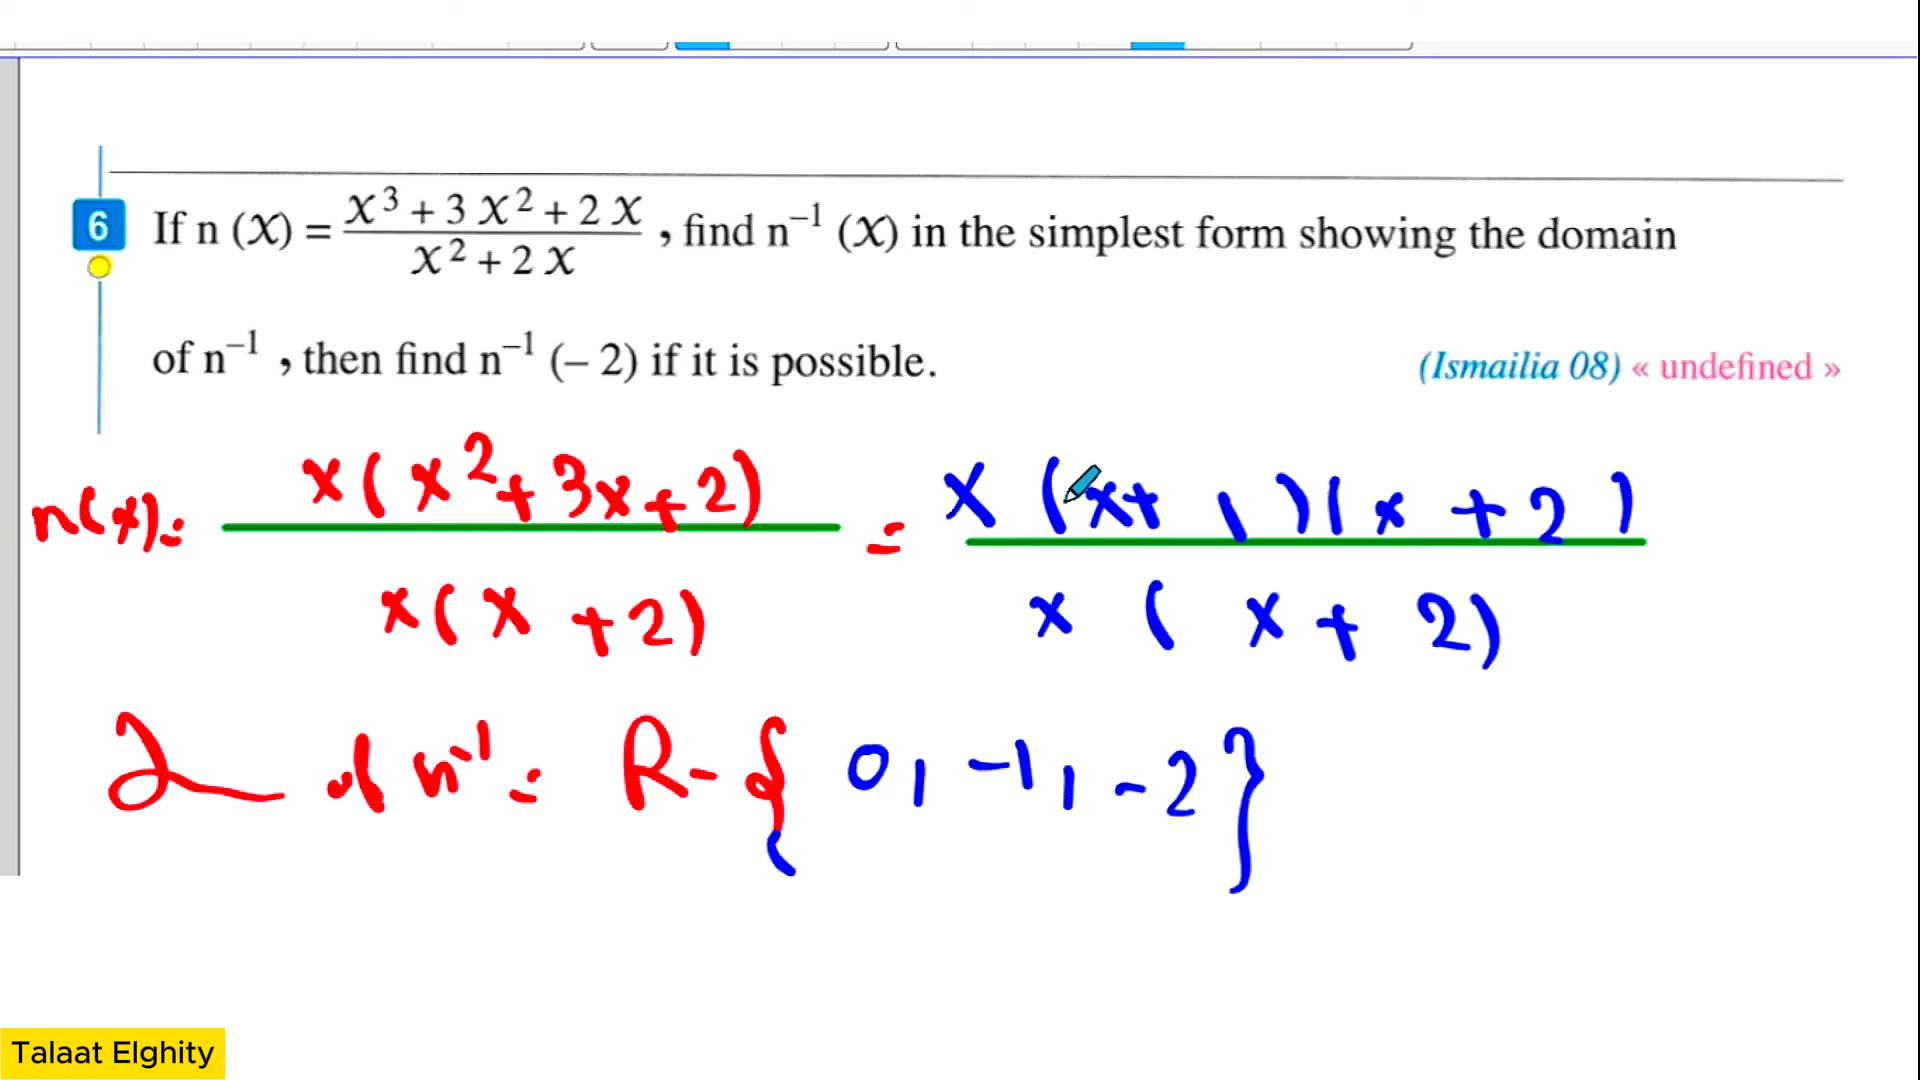 6 If n (X) = (X³ + 3 X² + 2 X) / (X² + 2 X) , find n⁻¹ (X) in the simplest form showing the domain
of n⁻¹ , then find n⁻¹ (– 2) if it is possible. (Ismailia 08) « undefined »
n(x) = x(x² + 3x + 2) / x(x + 2) = x(x + 1)(x + 2) / x(x + 2)
of n⁻¹ = R - { 0, -1, -2 }
Talaat Elghity